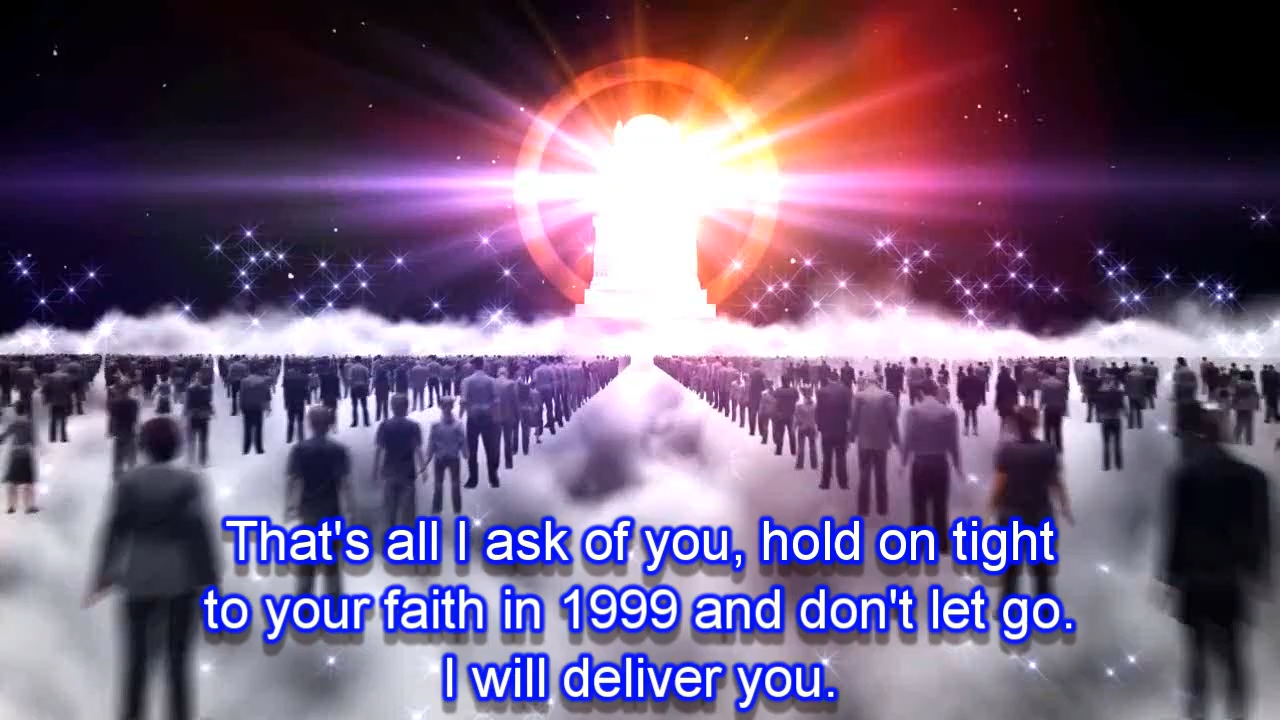 That's all I ask of you, hold on tight
to your faith in 1999 and don't let go.
I will deliver you.